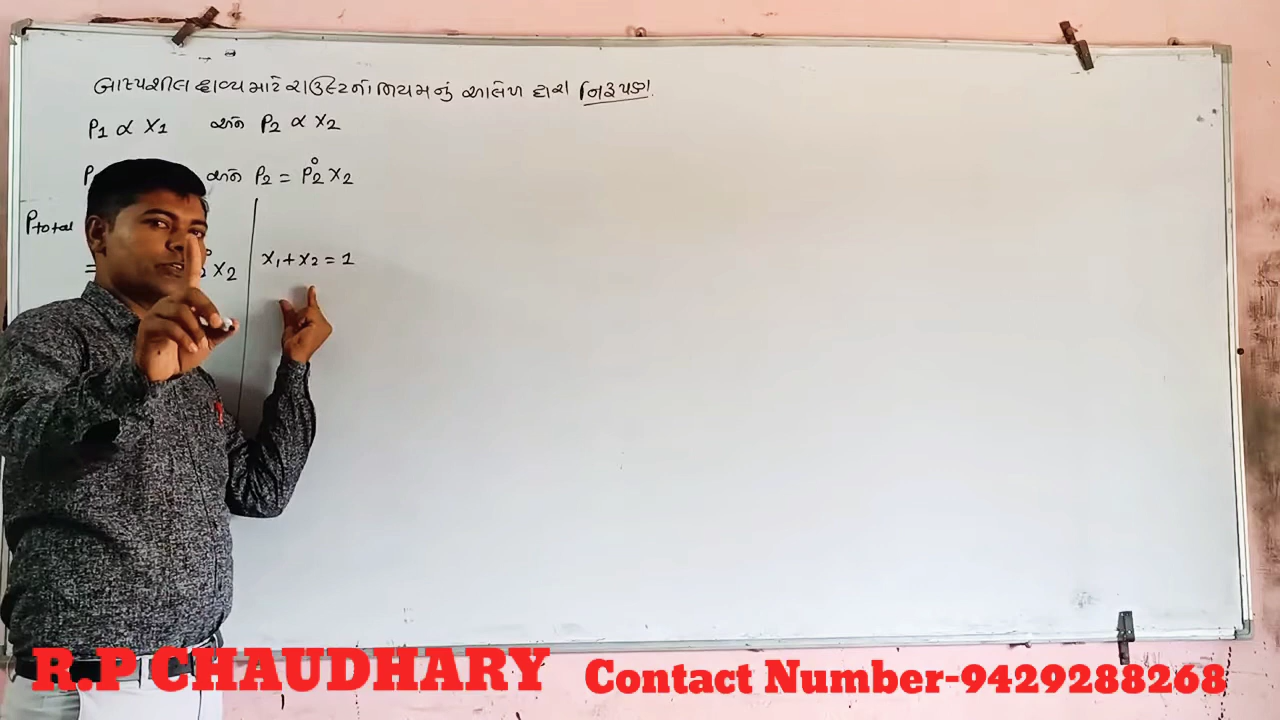 બાષ્પશીલ દ્રાવ્ય માટે રાઉલ્ટના નિયમનું આલેખ દ્વારા નિરૂપણ.
P₁ ∝ X₁ અને P₂ ∝ X₂
P અને P₂ = P₂° X₂
Ptotal
= X₂ X₁ + X₂ = 1
R.P CHAUDHARY Contact Number-9429288268